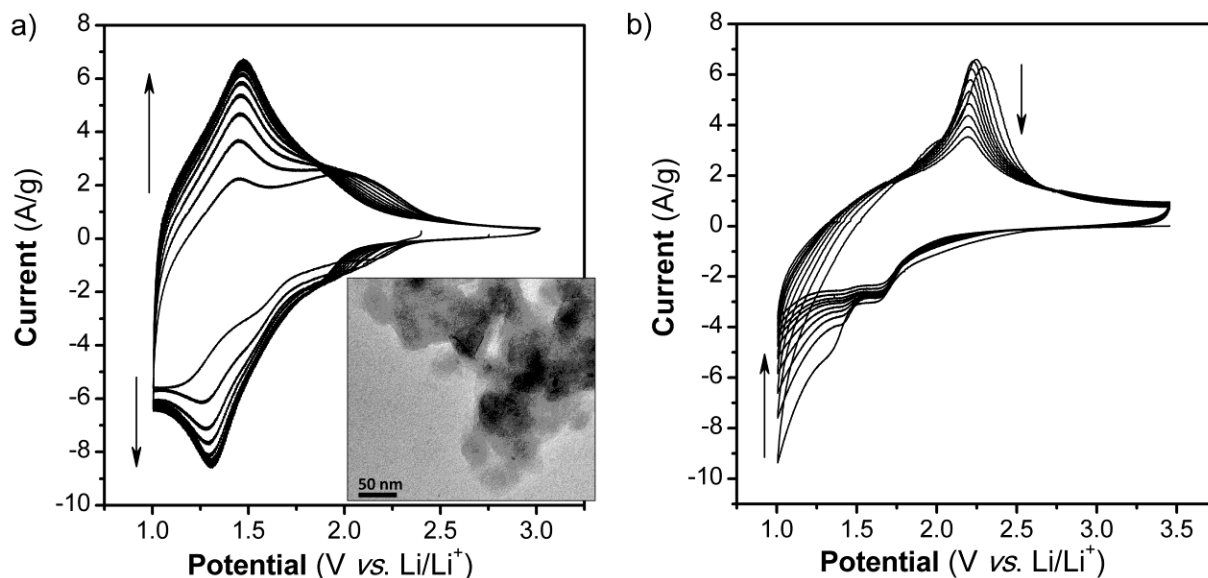 a)
8
6
4
2
0
-2
-4
-6
-8
-10
Current (A/g)
1.0 1.5 2.0 2.5 3.0
Potential (V vs. Li/Li+)
50 nm
b)
8
6
4
2
0
-2
-4
-6
-8
-10
Current (A/g)
1.0 1.5 2.0 2.5 3.0 3.5
Potential (V vs. Li/Li+)